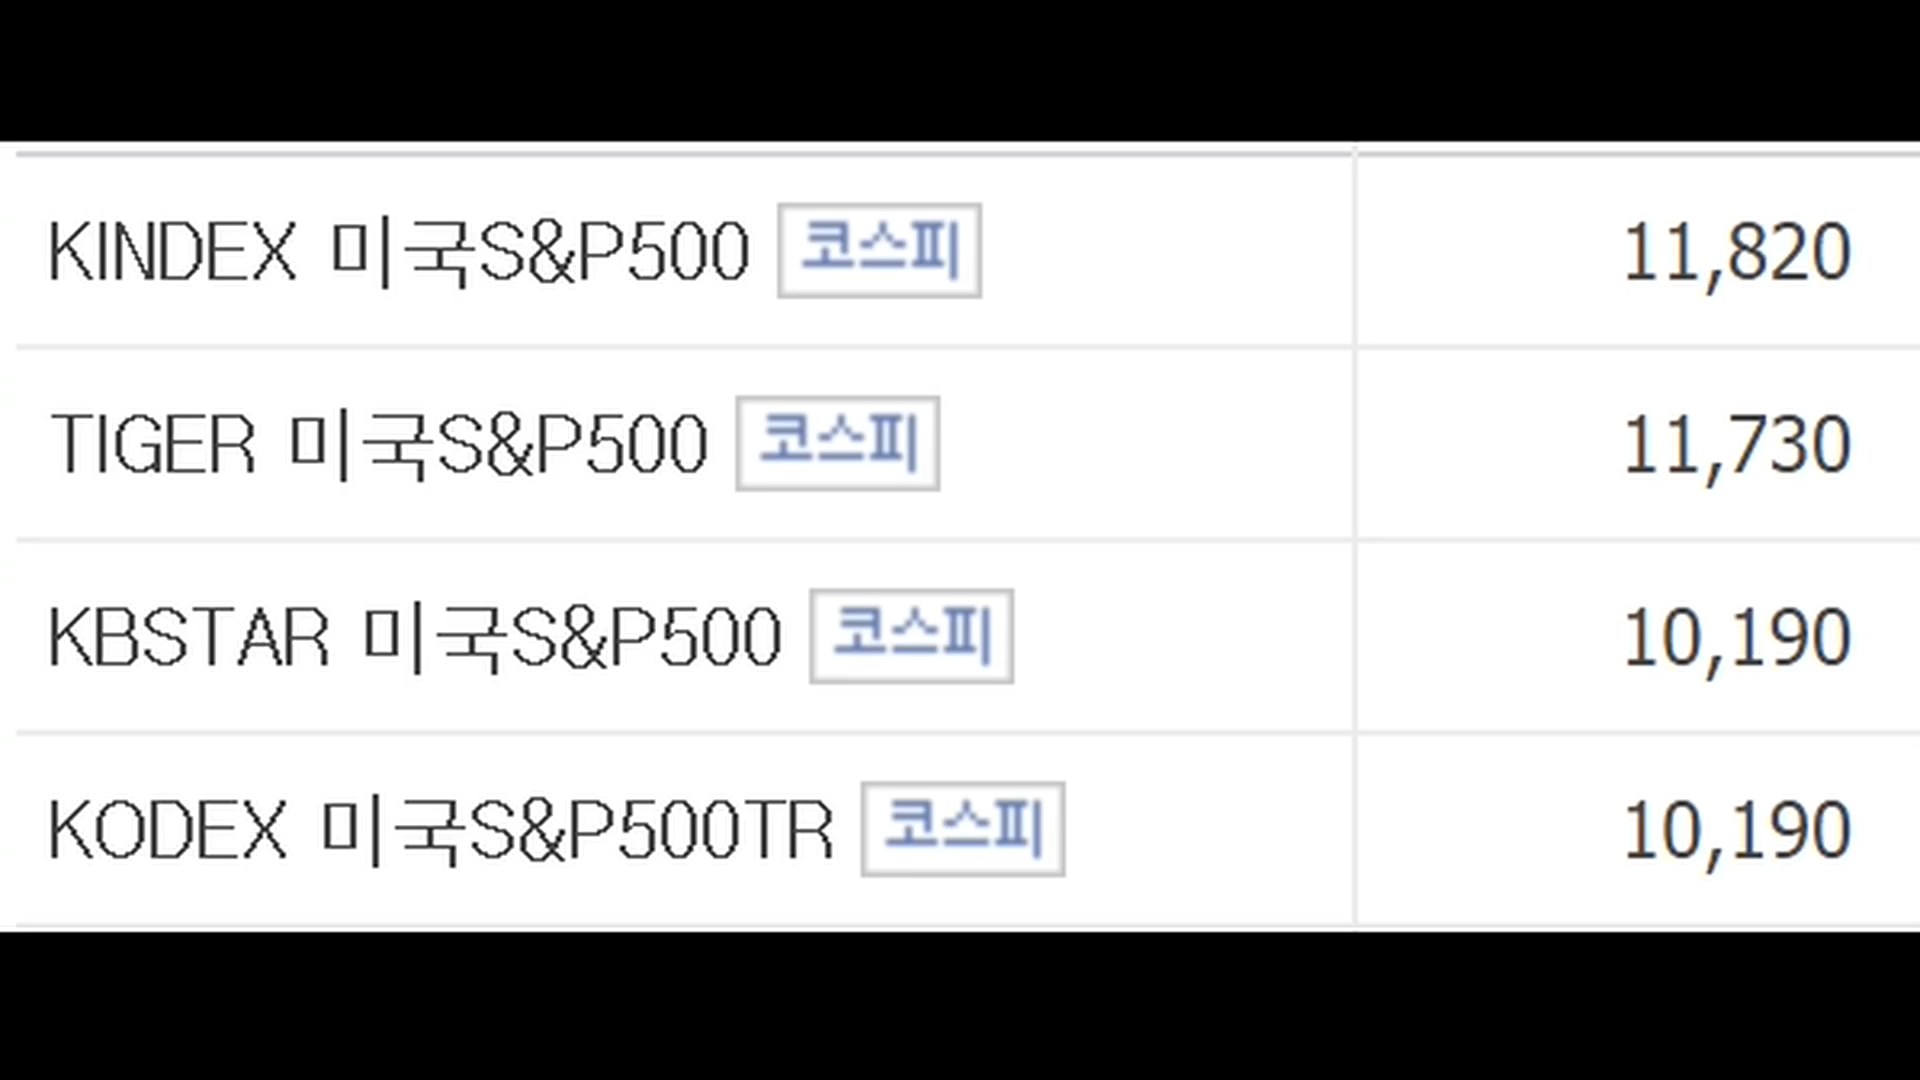 KINDEX 미국S&P500 코스피 11,820
TIGER 미국S&P500 코스피 11,730
KBSTAR 미국S&P500 코스피 10,190
KODEX 미국S&P500TR 코스피 10,190